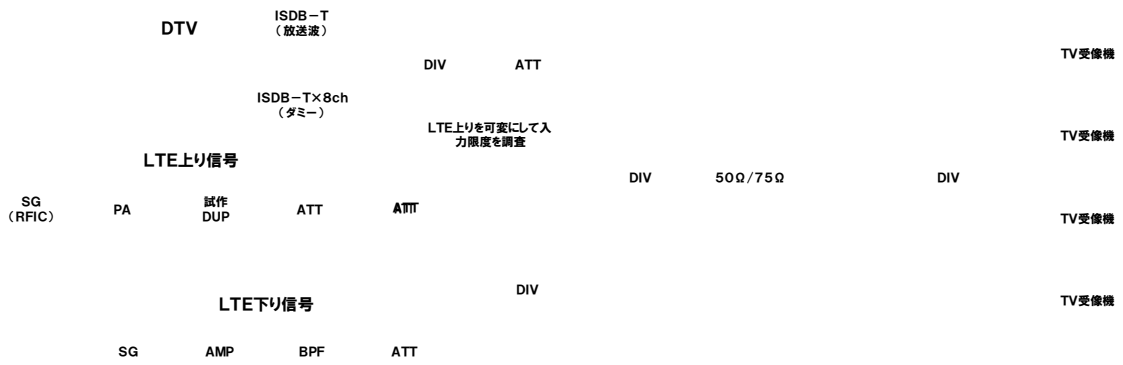 DTV
ISDB－T
（放送波）
DIV
ATT
TV受像機
ISDB－T×8ch
（ダミー）
LTE上りを可変にして入
力限度を調査
TV受像機
LTE上り信号
DIV
50Ω/75Ω
DIV
SG
（RFIC）
PA
試作
DUP
ATT
ATT
TV受像機
LTE下り信号
DIV
TV受像機
SG
AMP
BPF
ATT